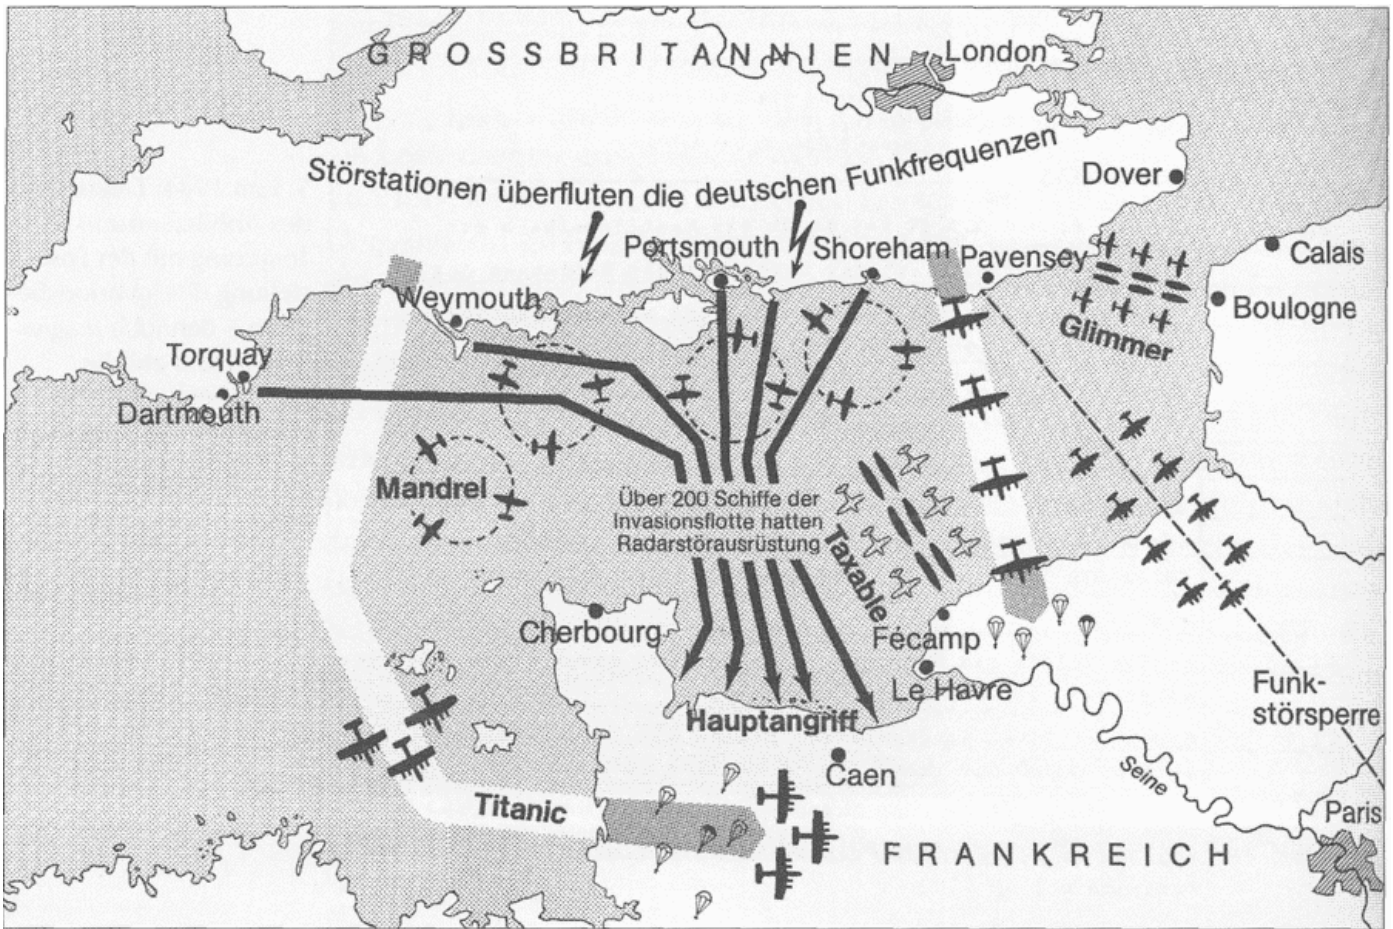 GROSSBRITANNIEN
London
Störstationen überfluten die deutschen Funkfrequenzen
Dover
Portsmouth
Shoreham
Pavensey
Calais
Weymouth
Boulogne
Glimmer
Torquay
Dartmouth
Mandrel
Über 200 Schiffe der
Invasionsflotte hatten
Radarstörausrüstung
Taxable
Cherbourg
Fécamp
Le Havre
Funk-
störsperre
Hauptangriff
Caen
Seine
Titanic
Paris
FRANKREICH